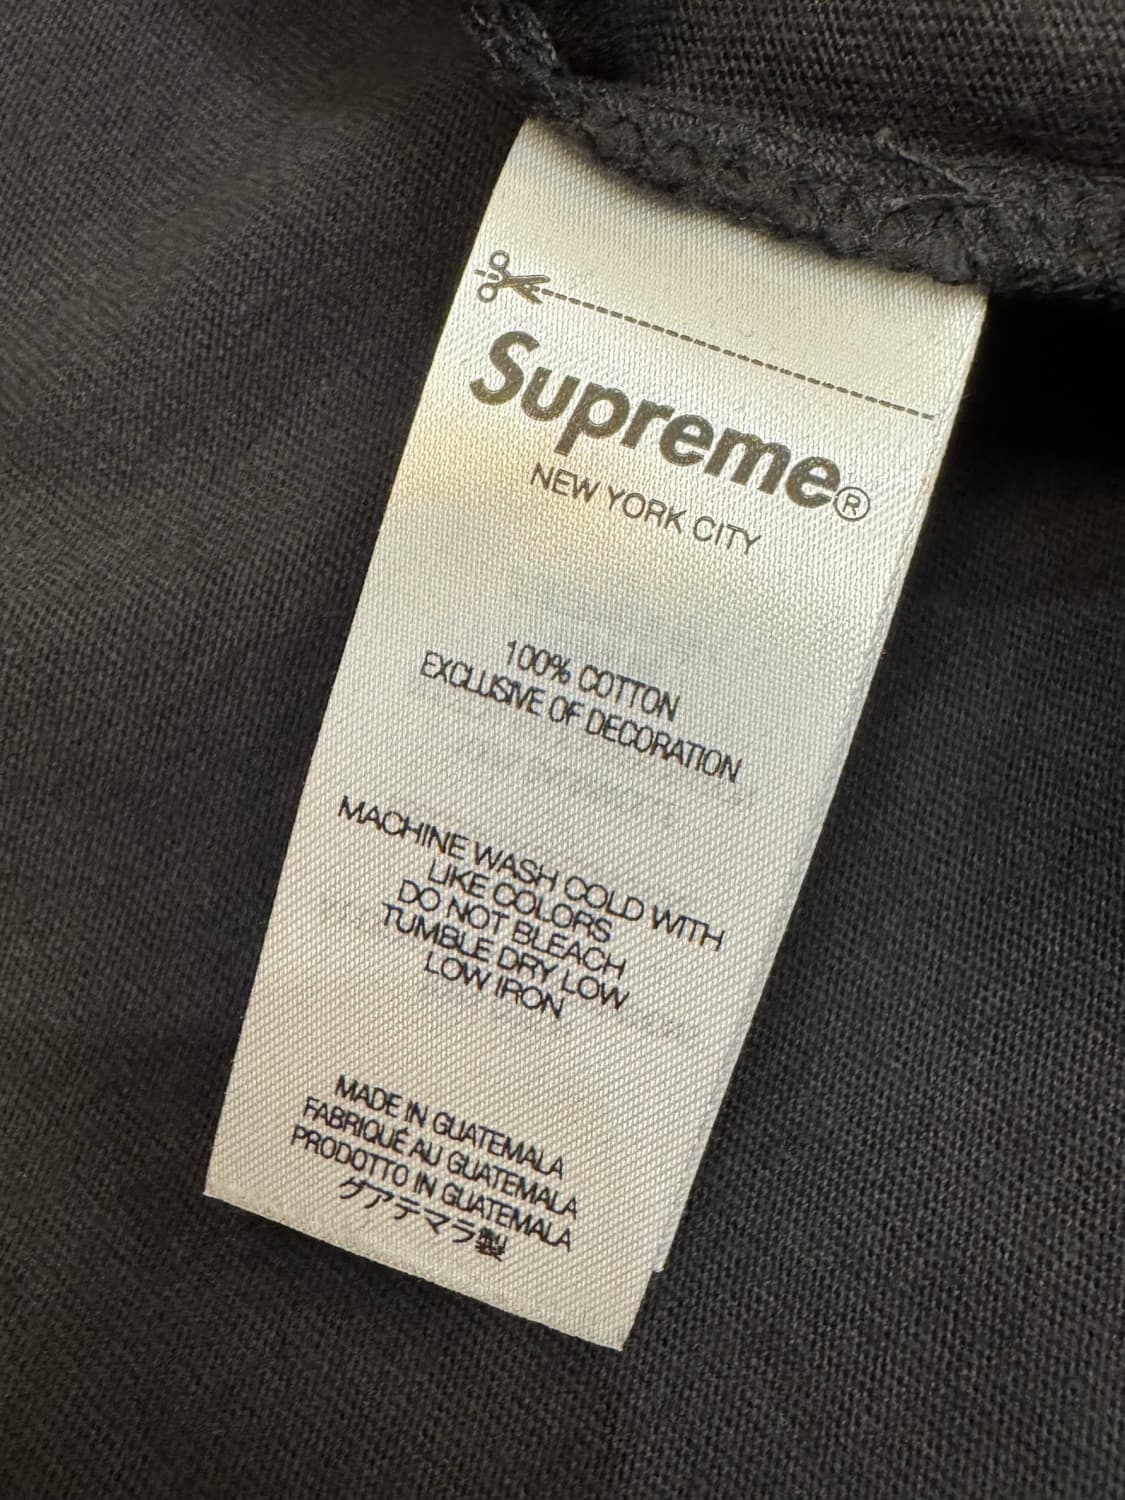 Supreme®
NEW YORK CITY
100% COTTON
EXCLUSIVE OF DECORATION
MACHINE WASH COLD WITH
LIKE COLORS
DO NOT BLEACH
TUMBLE DRY LOW
LOW IRON
MADE IN GUATEMALA
FABRIQUÉ AU GUATEMALA
PRODOTTO IN GUATEMALA
グアテマラ製